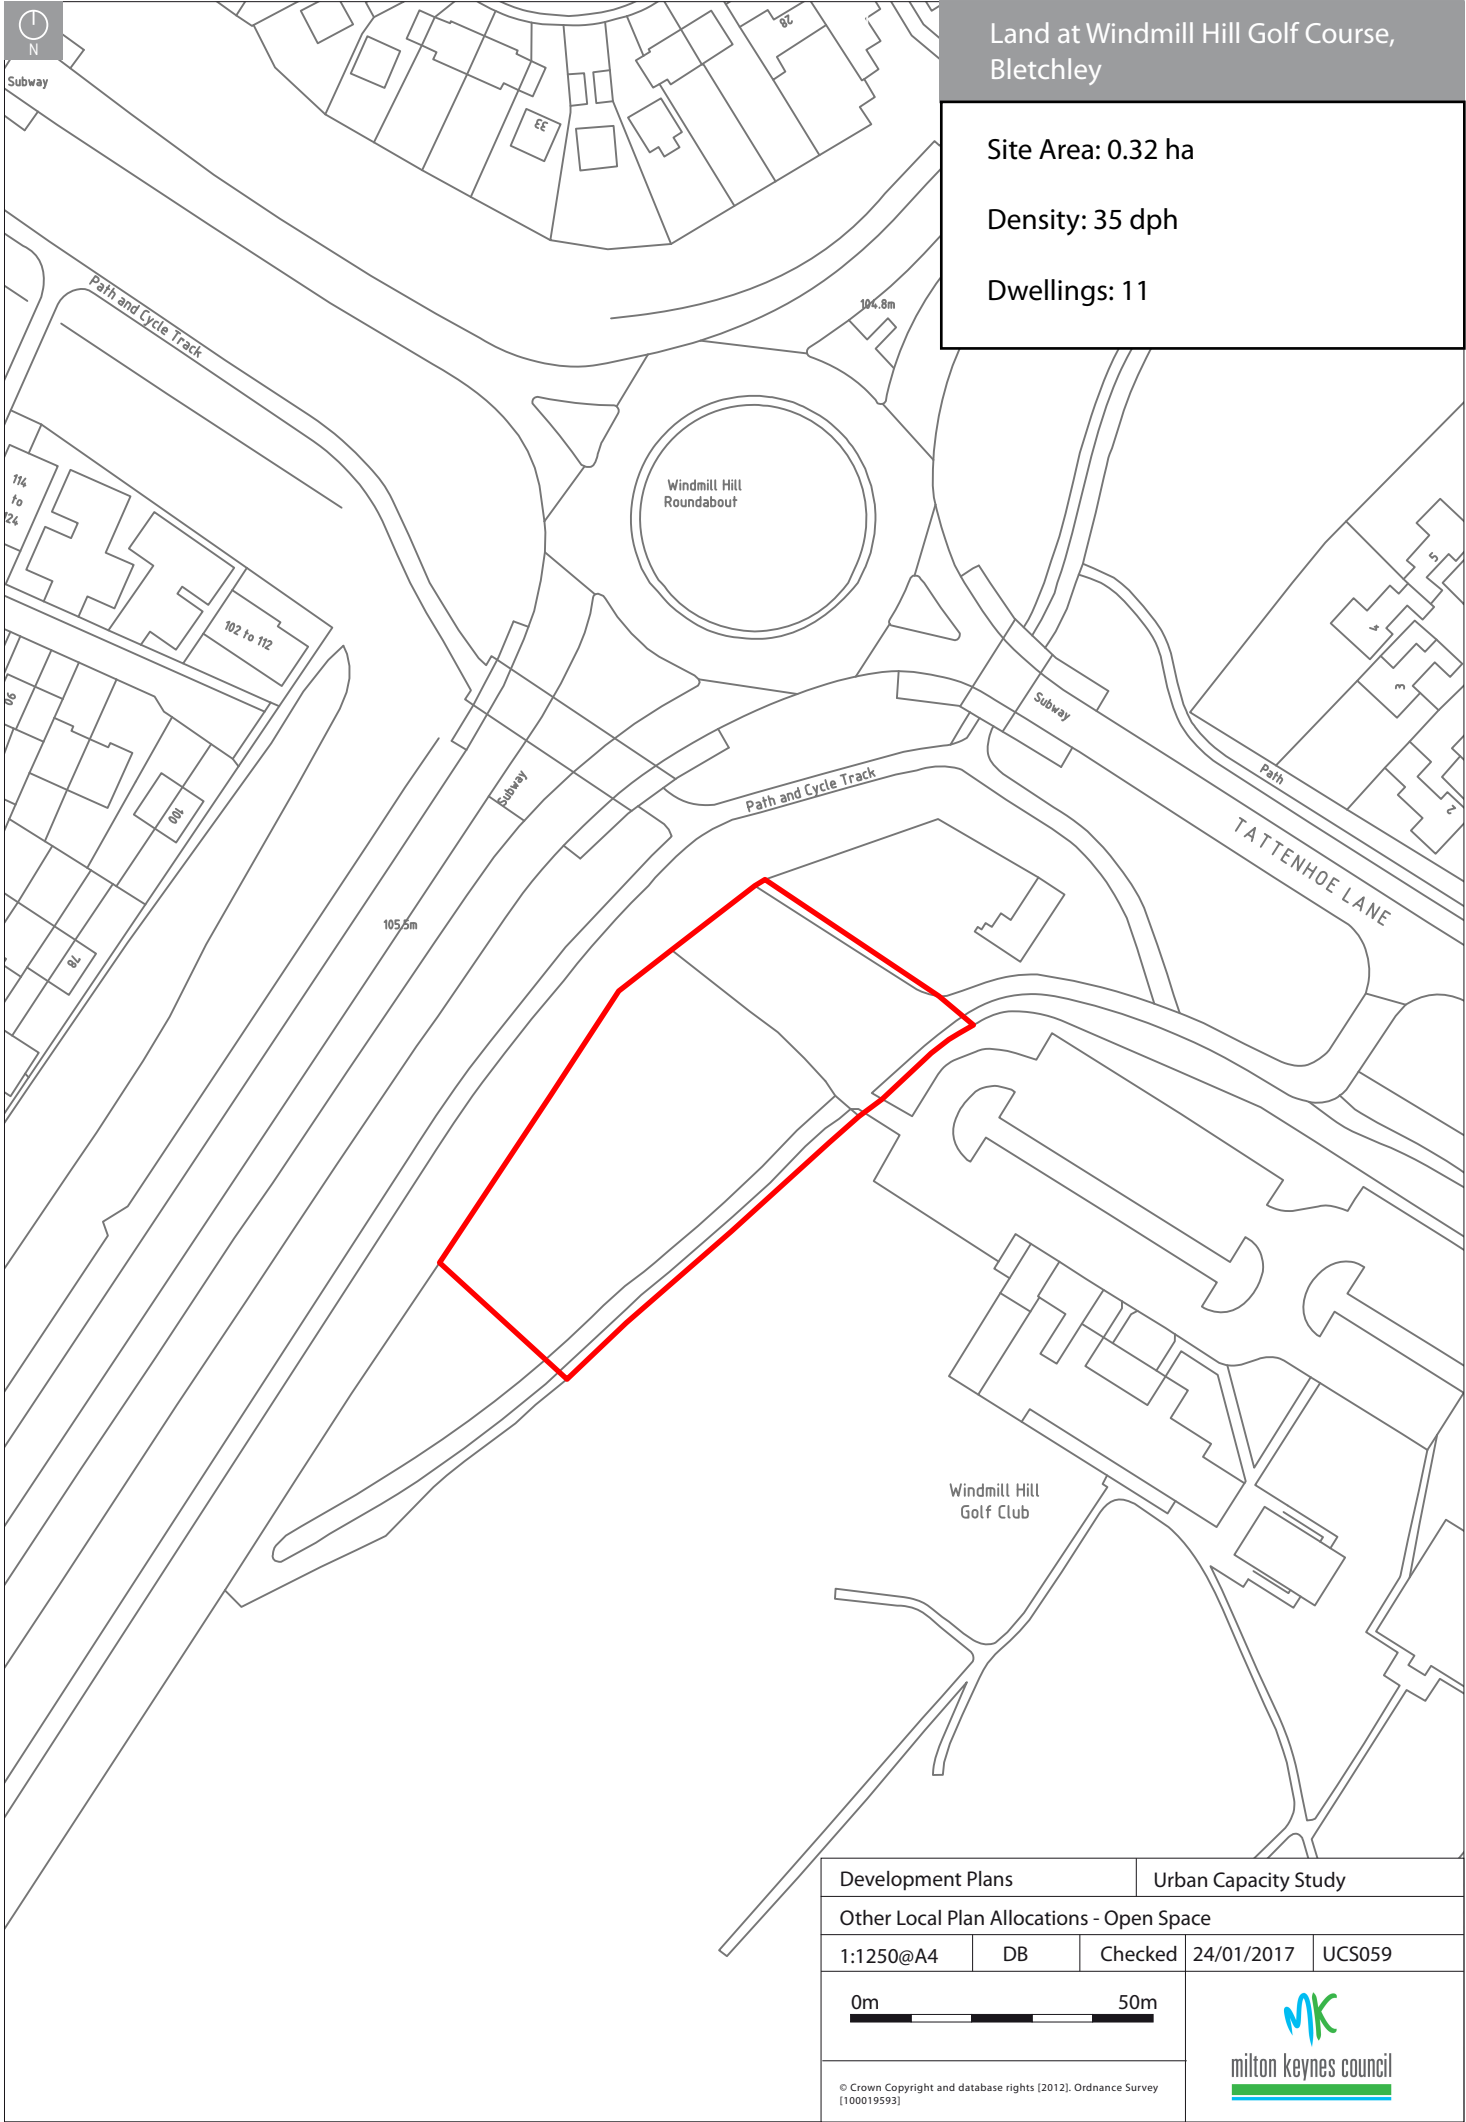 N
Land at Windmill Hill Golf Course,
Bletchley
Site Area: 0.32 ha
Density: 35 dph
Dwellings: 11
Subway
28
33
Path and Cycle Track
104.8m
Windmill Hill
Roundabout
114
to
124
102 to 112
5
4
3
2
90
100
Subway
Subway
Path
Path and Cycle Track
TATTENHOE LANE
105.5m
78
Windmill Hill
Golf Club
Development Plans
Urban Capacity Study
Other Local Plan Allocations - Open Space
1:1250@A4 DB Checked 24/01/2017 UCS059
0m 50m
MK
milton keynes council
© Crown Copyright and database rights [2012]. Ordnance Survey
[100019593]